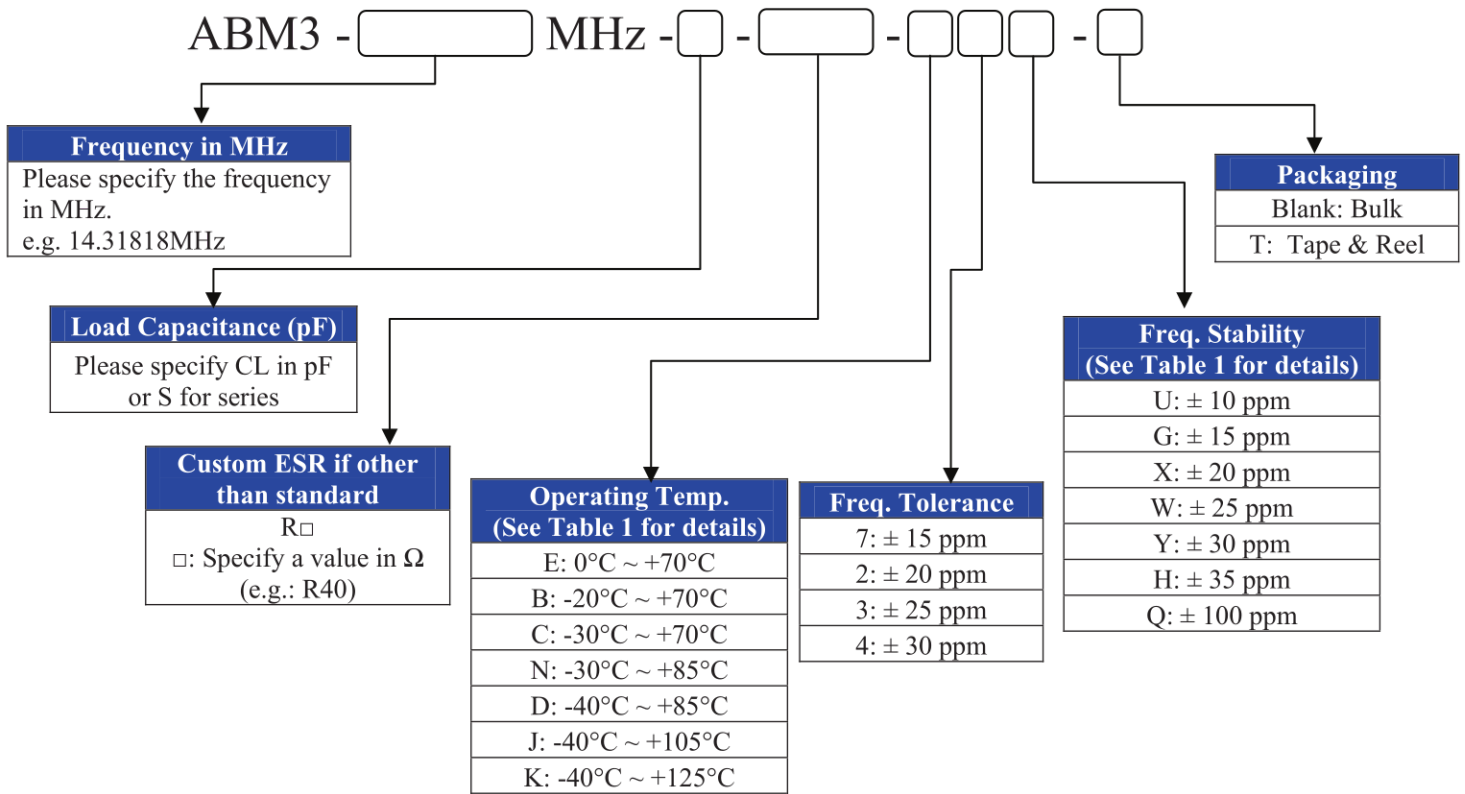 ABM3 - MHz - - - -
Frequency in MHz
Please specify the frequency
in MHz.
e.g. 14.31818MHz
Packaging
Blank: Bulk
T: Tape & Reel
Load Capacitance (pF)
Please specify CL in pF
or S for series
Freq. Stability
(See Table 1 for details)
U: ± 10 ppm
G: ± 15 ppm
X: ± 20 ppm
W: ± 25 ppm
Y: ± 30 ppm
H: ± 35 ppm
Q: ± 100 ppm
Custom ESR if other
than standard
R□
□: Specify a value in Ω
(e.g.: R40)
Operating Temp.
(See Table 1 for details)
E: 0°C ~ +70°C
B: -20°C ~ +70°C
C: -30°C ~ +70°C
N: -30°C ~ +85°C
D: -40°C ~ +85°C
J: -40°C ~ +105°C
K: -40°C ~ +125°C
Freq. Tolerance
7: ± 15 ppm
2: ± 20 ppm
3: ± 25 ppm
4: ± 30 ppm